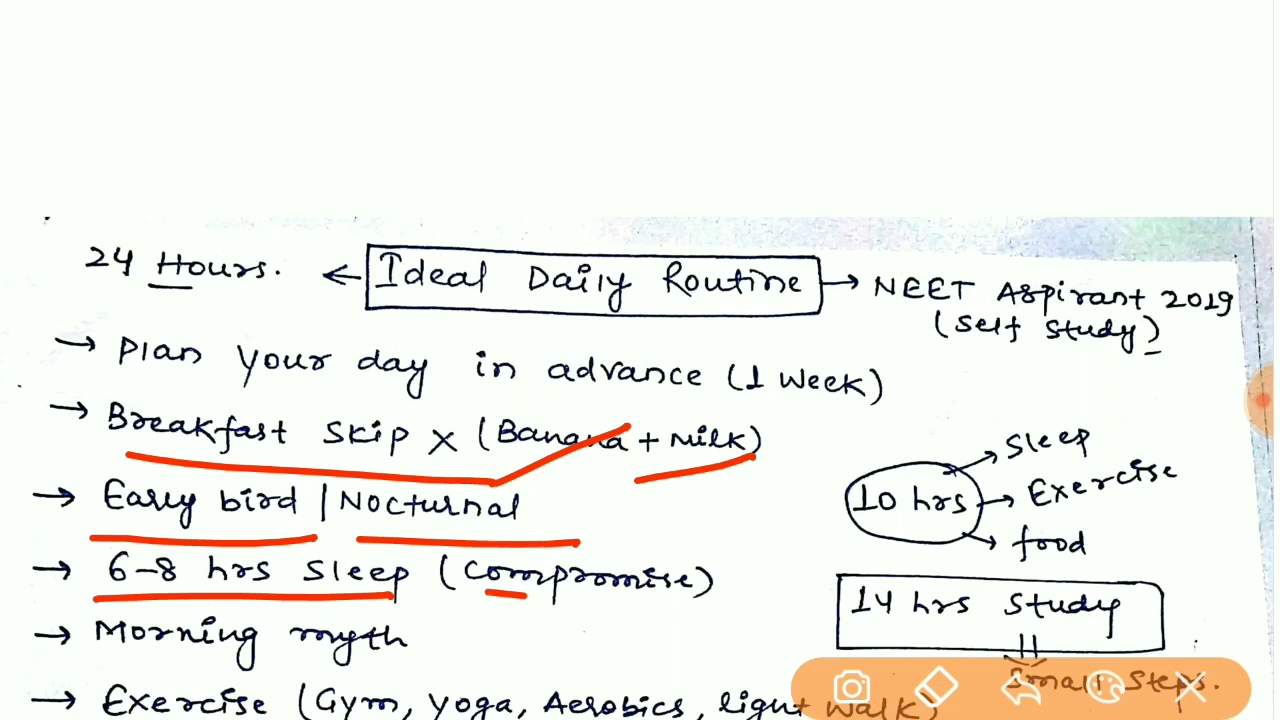 24 Hours. ← Ideal Daily Routine → NEET Aspirant 2019
(Self Study)
→ Plan your day in advance (1 Week)
→ Breakfast skip × (Banana + Milk)
→ Early bird | Nocturnal
→ 6-8 hrs sleep (compromise)
→ Morning myth
→ Exercise (Gym, yoga, Aerobics, light walk)
10 hrs → Sleep
→ Exercise
→ food
14 hrs study
Small steps.